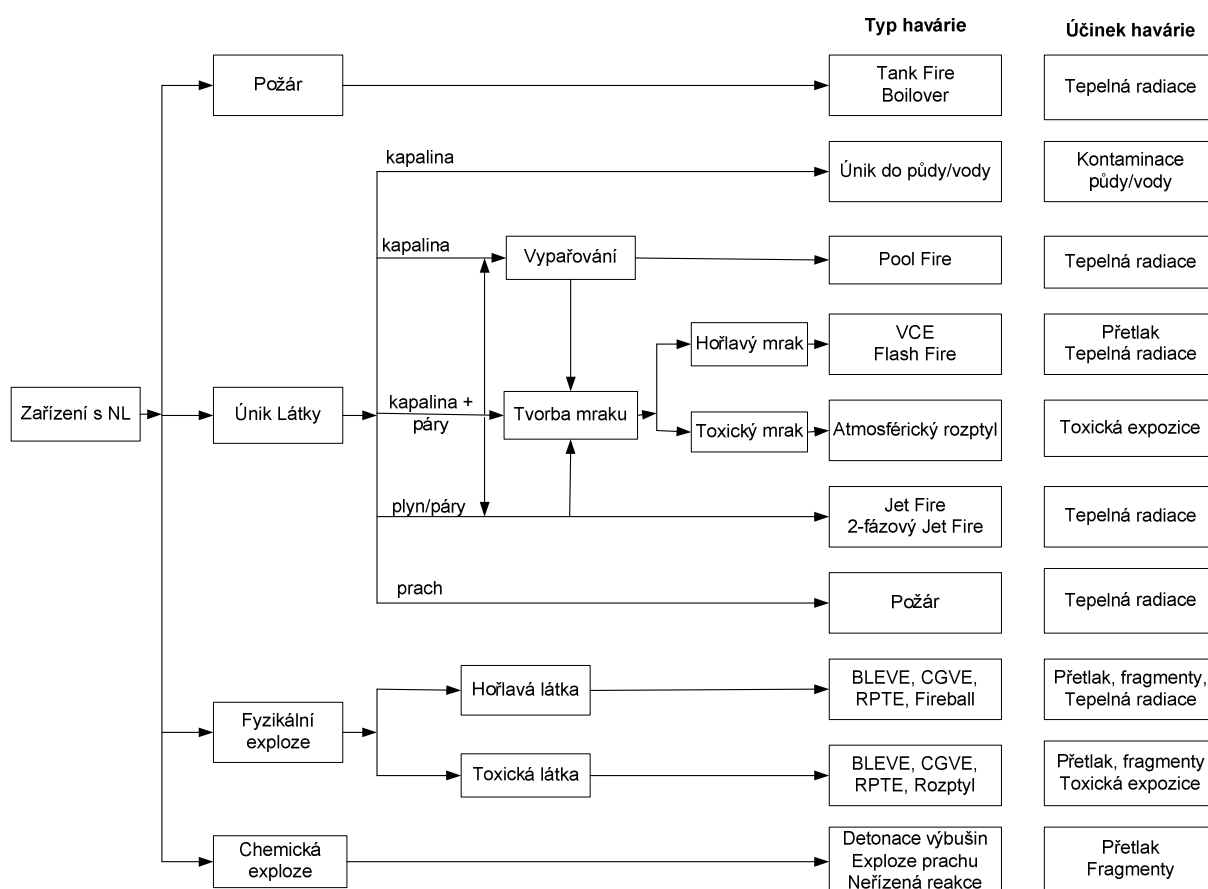 Typ havárie
Účinek havárie
Požár
Tank Fire
Boilover
Tepelná radiace
kapalina
Únik do půdy/vody
Kontaminace
půdy/vody
kapalina
Vypařování
Pool Fire
Tepelná radiace
Hořlavý mrak
VCE
Flash Fire
Přetlak
Tepelná radiace
Zařízení s NL
Únik Látky
kapalina +
páry
Tvorba mraku
Toxický mrak
Atmosférický rozptyl
Toxická expozice
plyn/páry
Jet Fire
2-fázový Jet Fire
Tepelná radiace
prach
Požár
Tepelná radiace
Fyzikální
exploze
Hořlavá látka
BLEVE, CGVE,
RPTE, Fireball
Přetlak, fragmenty,
Tepelná radiace
Toxická látka
BLEVE, CGVE,
RPTE, Rozptyl
Přetlak, fragmenty
Toxická expozice
Chemická
exploze
Detonace výbušin
Exploze prachu
Neřízená reakce
Přetlak
Fragmenty